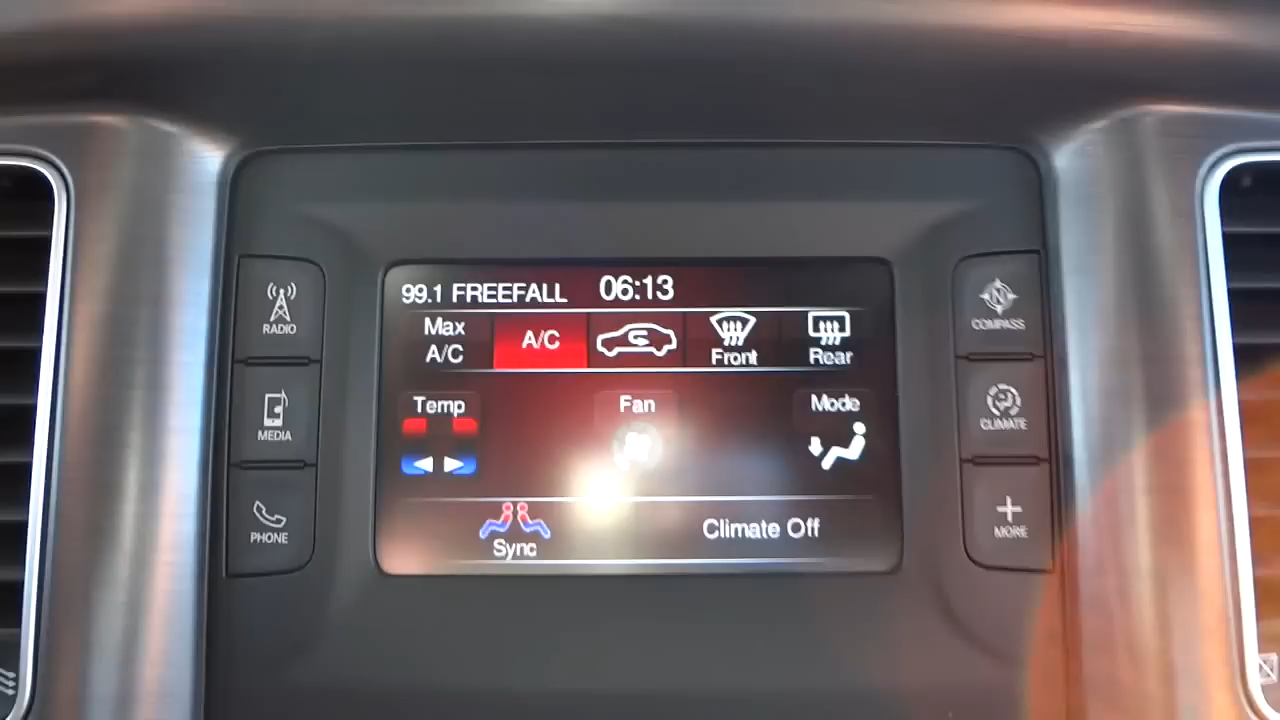 99.1 FREEFALL 06:13
Max
A/C
A/C
Front
Rear
Temp
Fan
Mode
Sync
Climate Off
RADIO
MEDIA
PHONE
N
COMPASS
CLIMATE
MORE